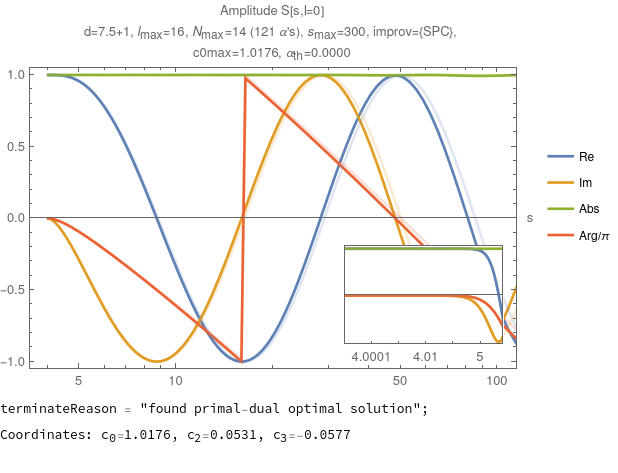 Amplitude S[s,l=0]
d=7.5+1, lmax=16, Nmax=14 (121 α's), smax=300, improv={SPC},
c0max=1.0176, αth=0.0000
1.0
0.5
0.0
−0.5
−1.0
5
10
50
100
s
4.0001
4.01
5
Re
Im
Abs
Arg/π
terminateReason = "found primal-dual optimal solution";
Coordinates: c0=1.0176, c2=0.0531, c3=-0.0577